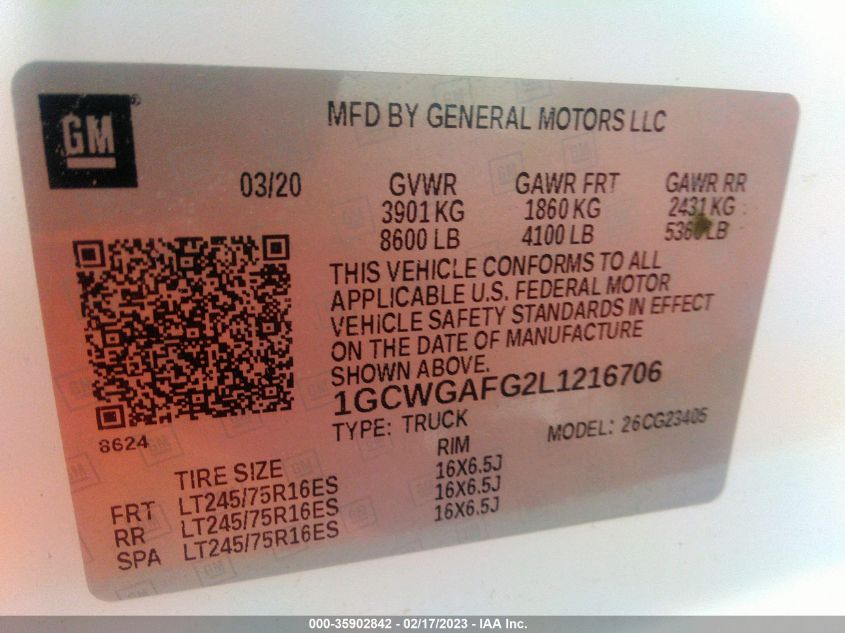 GM
MFD BY GENERAL MOTORS LLC
03/20 GVWR GAWR FRT GAWR RR
3901 KG 1860 KG 2431 KG
8600 LB 4100 LB 5360 LB
THIS VEHICLE CONFORMS TO ALL
APPLICABLE U.S. FEDERAL MOTOR
VEHICLE SAFETY STANDARDS IN EFFECT
ON THE DATE OF MANUFACTURE
SHOWN ABOVE.
1GCWGAFG2L1216706
8624
TYPE: TRUCK MODEL: 26CG23405
TIRE SIZE RIM
FRT LT245/75R16ES 16X6.5J
RR LT245/75R16ES 16X6.5J
SPA LT245/75R16ES 16X6.5J
000-35902842 - 02/17/2023 - IAA Inc.